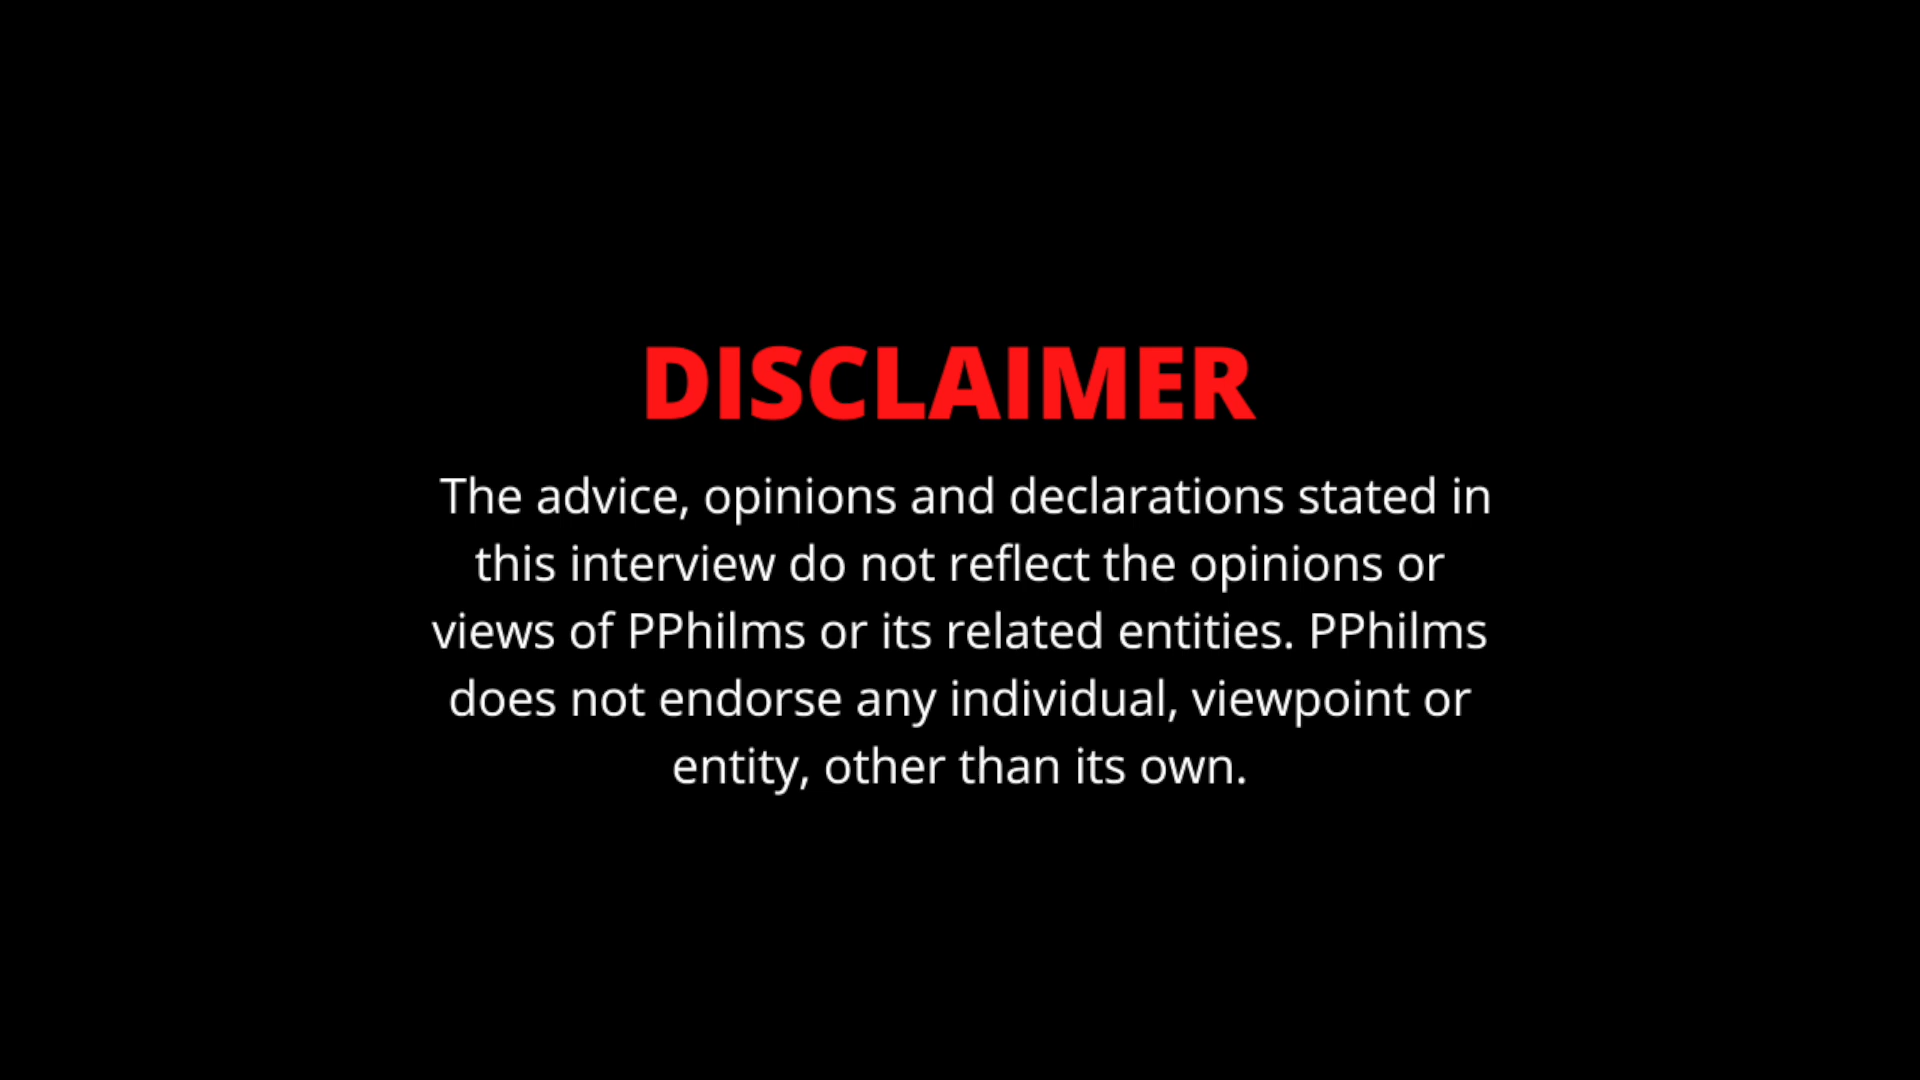 DISCLAIMER
The advice, opinions and declarations stated in
this interview do not reflect the opinions or
views of PPhilms or its related entities. PPhilms
does not endorse any individual, viewpoint or
entity, other than its own.